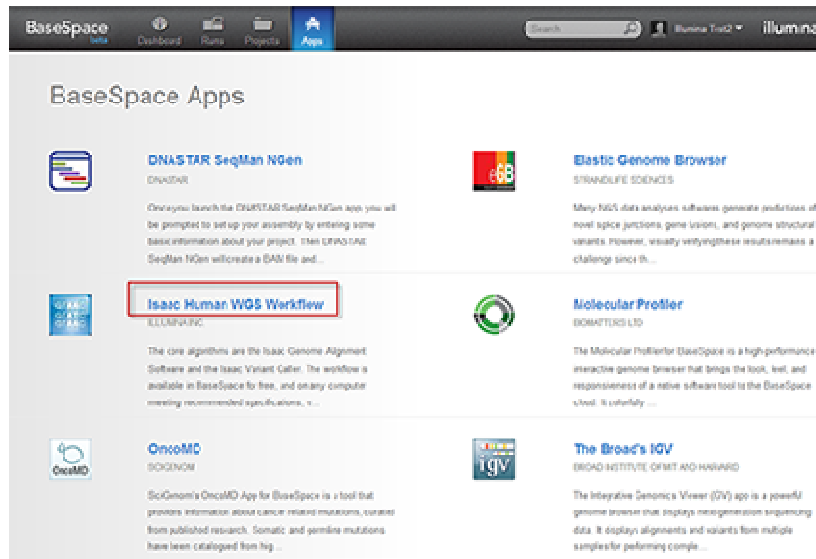 BaseSpace
beta
Dashboard
Runs
Projects
Apps
Search
Illumina Test2
illumina
BaseSpace Apps
DNASTAR SeqMan NGen
DNASTAR
Once you launch the DNASTAR SeqMan NGen app you will
be prompted to set up your assembly by entering some
basic information about your project. Then DNASTAR
SeqMan NGen will create a BAM file and...
Elastic Genome Browser
STRANDLIFE SCIENCES
Many NGS data analyses softwares generate predictions of
novel splice junctions, gene fusions, and genome structural
variants. However, visually verifying these results remains a
challenge since th...
Isaac Human WGS Workflow
ILLUMINA INC.
The core algorithms are the Isaac Genome Alignment
Software and the Isaac Variant Caller. The workflow is
available in BaseSpace for free, and on any computer
meeting recommended specifications, v...
Molecular Profiler
BIOMATTERS LTD
The Molecular Profiler for BaseSpace is a high-performance
interactive genome browser that brings the look, feel, and
responsiveness of a native software tool to the BaseSpace
cloud. It colorfully ...
OncoMD
OncoMD
SCIGENOM
SciGenom's OncoMD App for BaseSpace is a tool that
provides information about cancer related mutations, curated
from published research. Somatic and germline mutations
have been catalogued from hig...
igv
The Broad's IGV
BROAD INSTITUTE OF MIT AND HARVARD
The Integrative Genomics Viewer (IGV) app is a powerful
genome browser that displays next-generation sequencing
data. It displays alignments and variants from multiple
samples for performing comple...